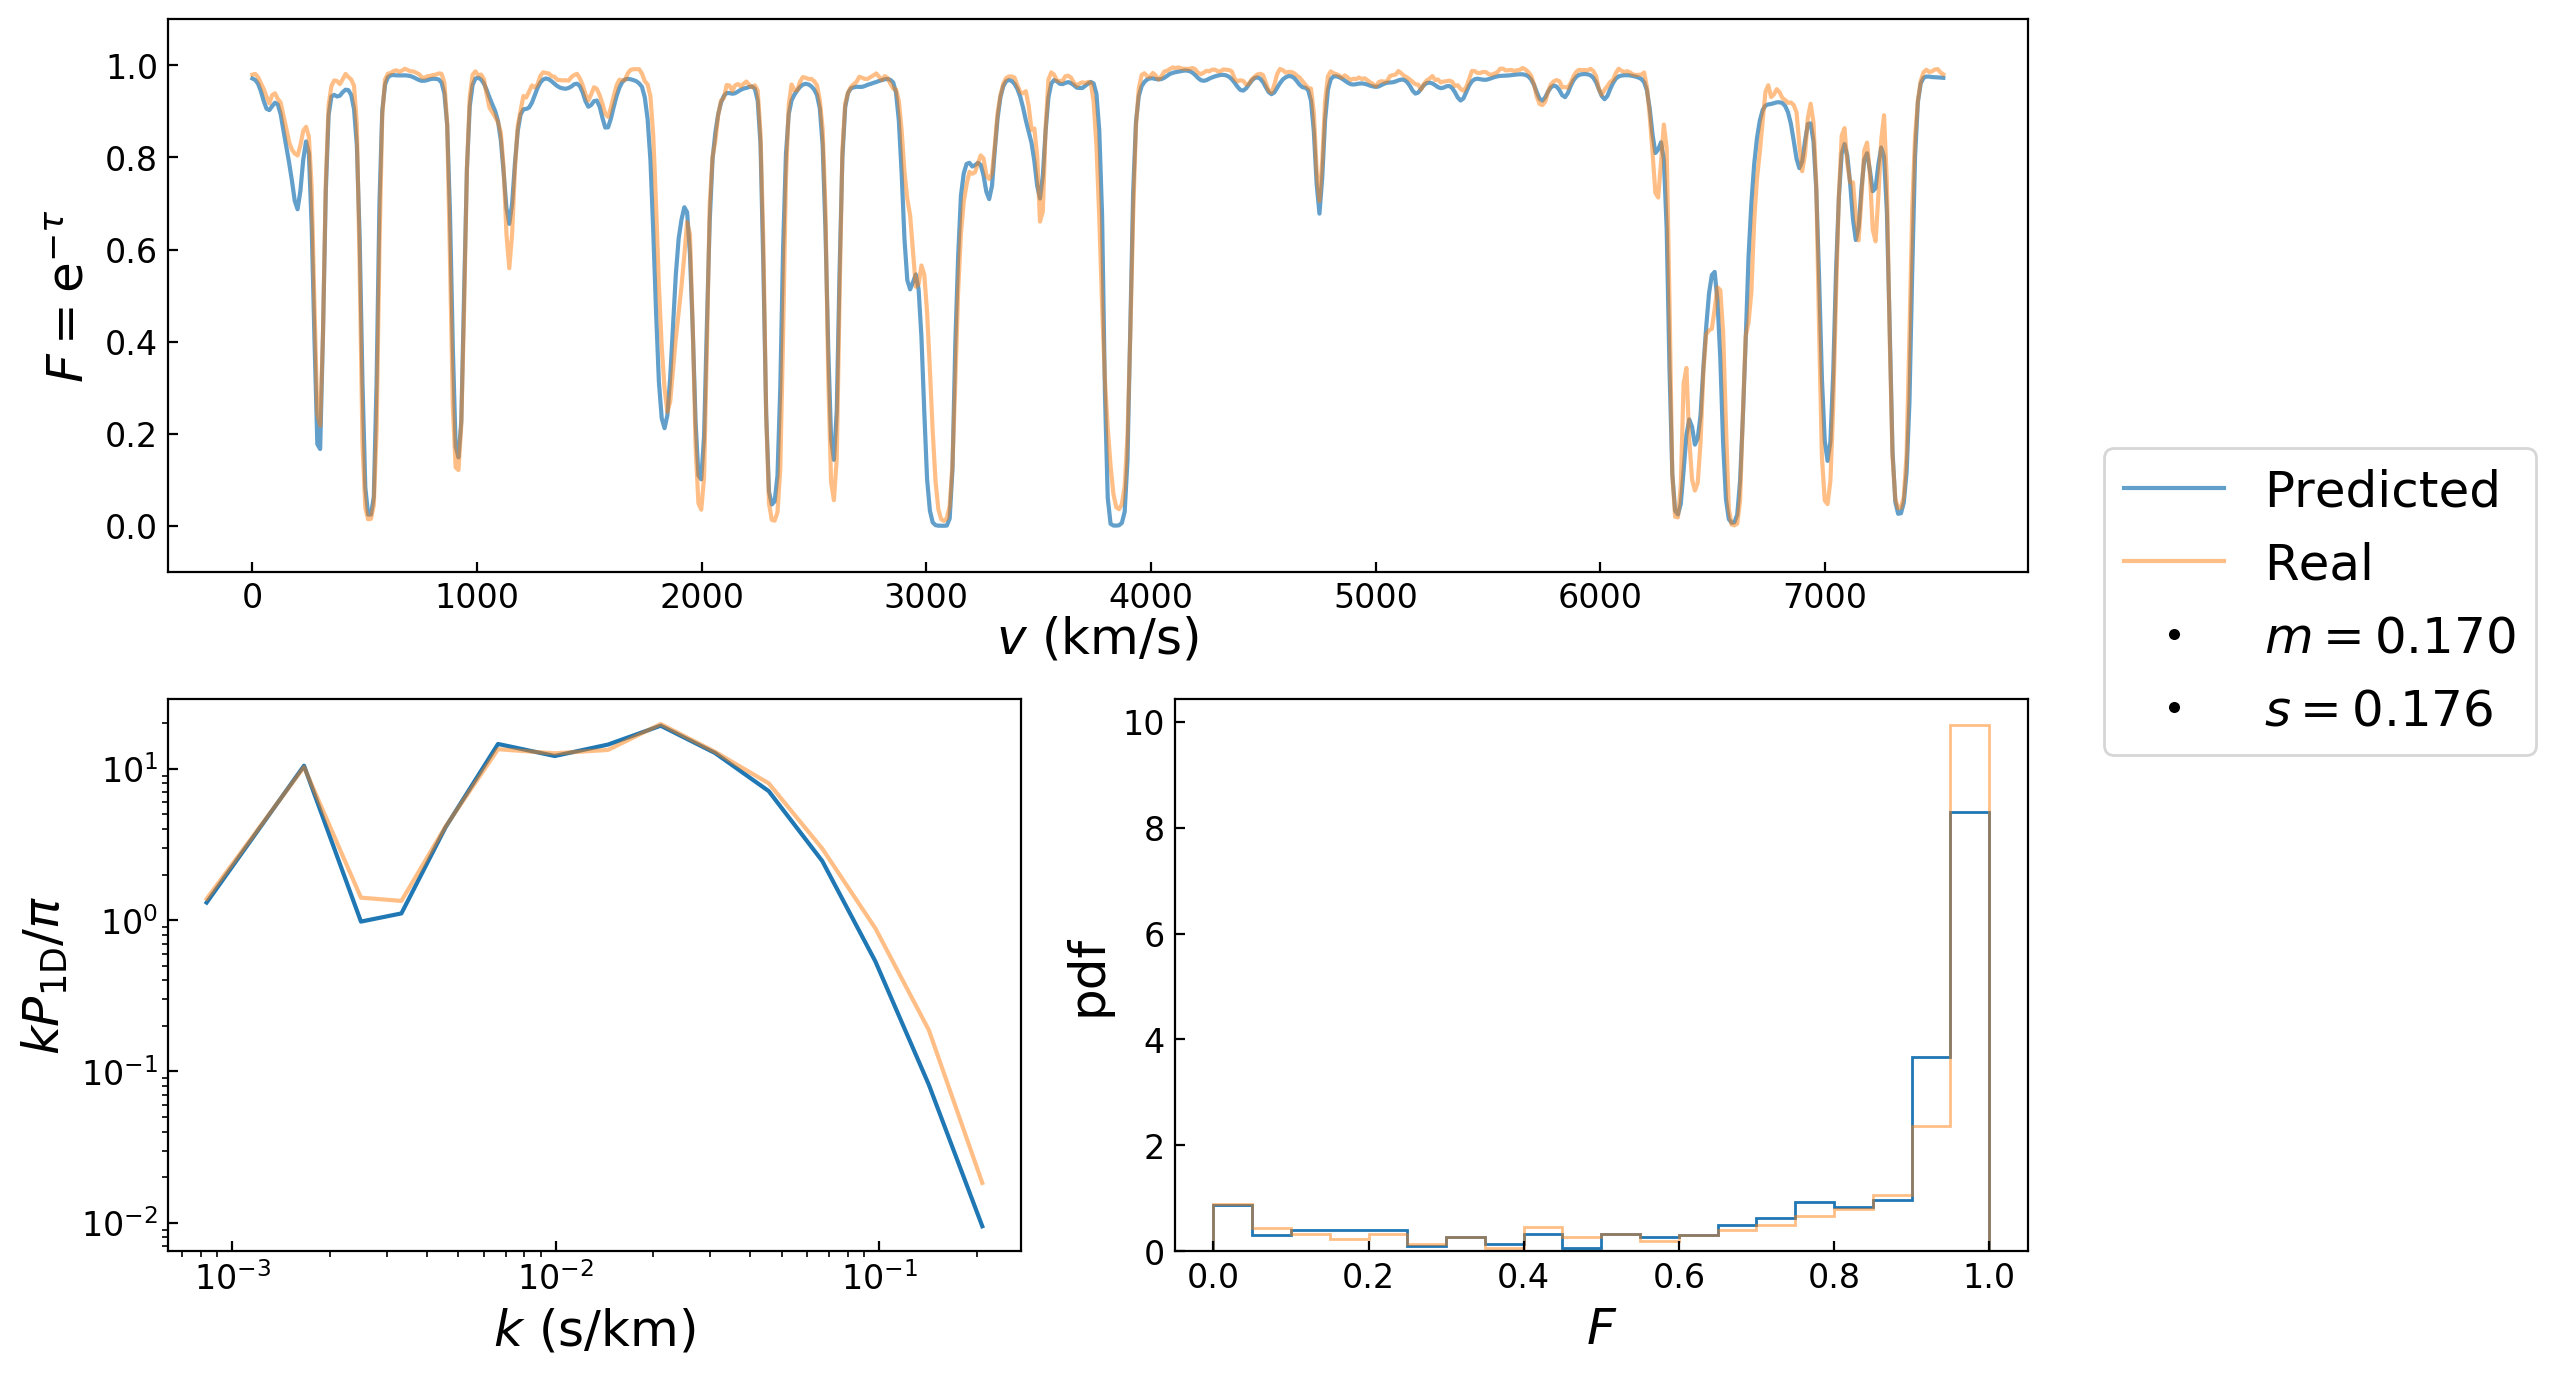 1.0
0.8
0.6
0.4
0.2
0.0
F = e^{−τ}
0 1000 2000 3000 4000 5000 6000 7000
v (km/s)
Predicted
Real
m = 0.170
s = 0.176
10^1
10^0
10^{−1}
10^{−2}
kP_{1D}/π
10^{−3} 10^{−2} 10^{−1}
k (s/km)
10
8
6
4
2
0
pdf
0.0 0.2 0.4 0.6 0.8 1.0
F